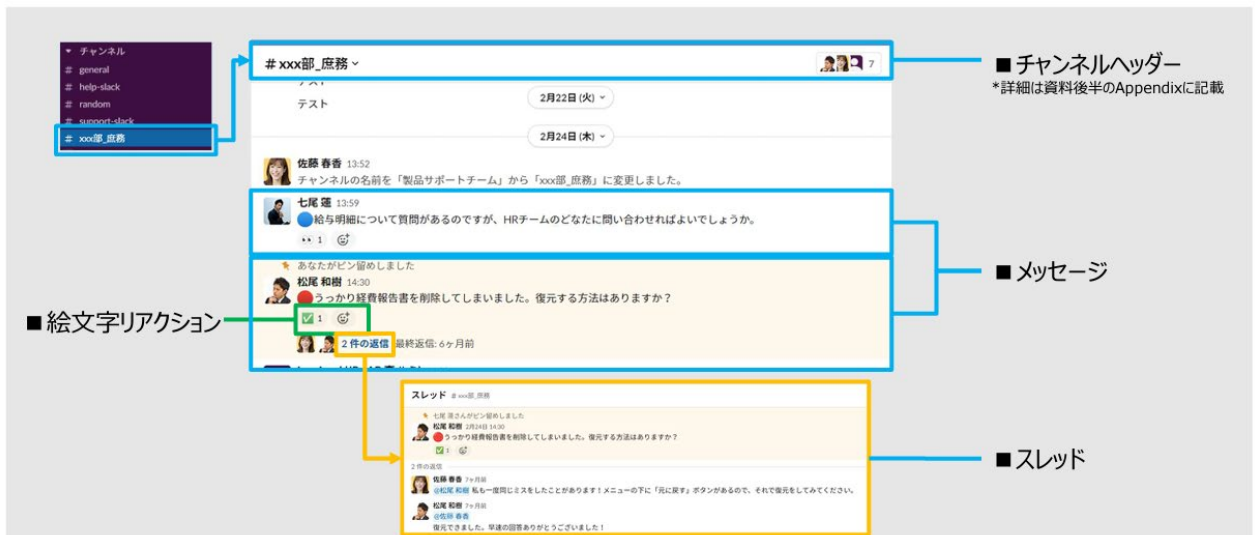 チャンネル
# general
# help-slack
# random
# support-slack
# xxx部_庶務
# xxx部_庶務
7
テスト
テスト
2月22日 (火)
2月24日 (木)
佐藤 春香 13:52
チャンネルの名前を「製品サポートチーム」から「xxx部_庶務」に変更しました。
七尾 蓮 13:59
🔵給与明細について質問があるのですが、HRチームのどなたに問い合わせればよいでしょうか。
👀 1
あなたがピン留めしました
松尾 和樹 14:30
🔴うっかり経費報告書を削除してしまいました。復元する方法はありますか？
✅ 1
2 件の返信 最終返信: 6ヶ月前
■チャンネルヘッダー
*詳細は資料後半のAppendixに記載
■メッセージ
■絵文字リアクション
スレッド # xxx部_庶務
七尾 蓮さんがピン留めしました
松尾 和樹 2月24日 14:30
🔴うっかり経費報告書を削除してしまいました。復元する方法はありますか？
✅ 1
2 件の返信
佐藤 春香 7ヶ月前
@松尾 和樹 私も一度同じミスをしたことがあります！メニューの下に「元に戻す」ボタンがあるので、それで復元をしてみてください。
松尾 和樹 7ヶ月前
@佐藤 春香
復元できました。早速の回答ありがとうございました！
■スレッド